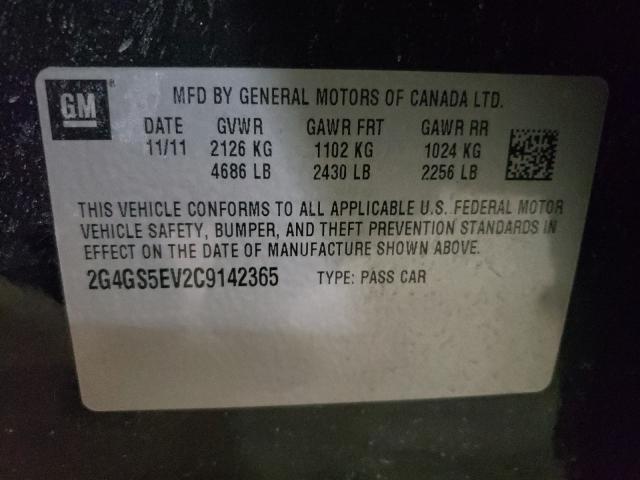 GM ®
MFD BY GENERAL MOTORS OF CANADA LTD.
DATE GVWR GAWR FRT GAWR RR
11/11 2126 KG 1102 KG 1024 KG
4686 LB 2430 LB 2256 LB
THIS VEHICLE CONFORMS TO ALL APPLICABLE U.S. FEDERAL MOTOR
VEHICLE SAFETY, BUMPER, AND THEFT PREVENTION STANDARDS IN
EFFECT ON THE DATE OF MANUFACTURE SHOWN ABOVE.
2G4GS5EV2C9142365 TYPE: PASS CAR